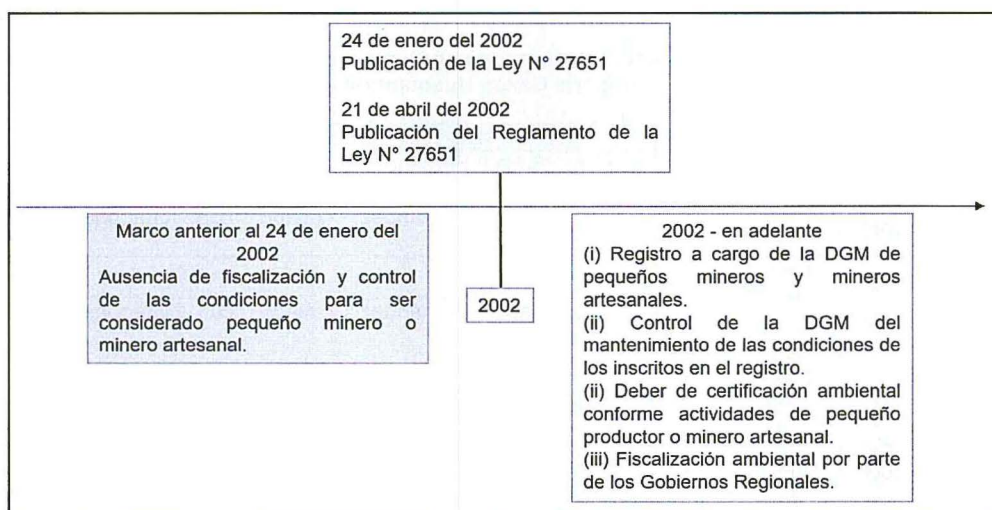 24 de enero del 2002
Publicación de la Ley N° 27651
21 de abril del 2002
Publicación del Reglamento de la
Ley N° 27651
Marco anterior al 24 de enero del
2002
Ausencia de fiscalización y control
de las condiciones para ser
considerado pequeño minero o
minero artesanal.
2002
2002 - en adelante
(i) Registro a cargo de la DGM de
pequeños mineros y mineros
artesanales.
(ii) Control de la DGM del
mantenimiento de las condiciones de
los inscritos en el registro.
(ii) Deber de certificación ambiental
conforme actividades de pequeño
productor o minero artesanal.
(iii) Fiscalización ambiental por parte
de los Gobiernos Regionales.